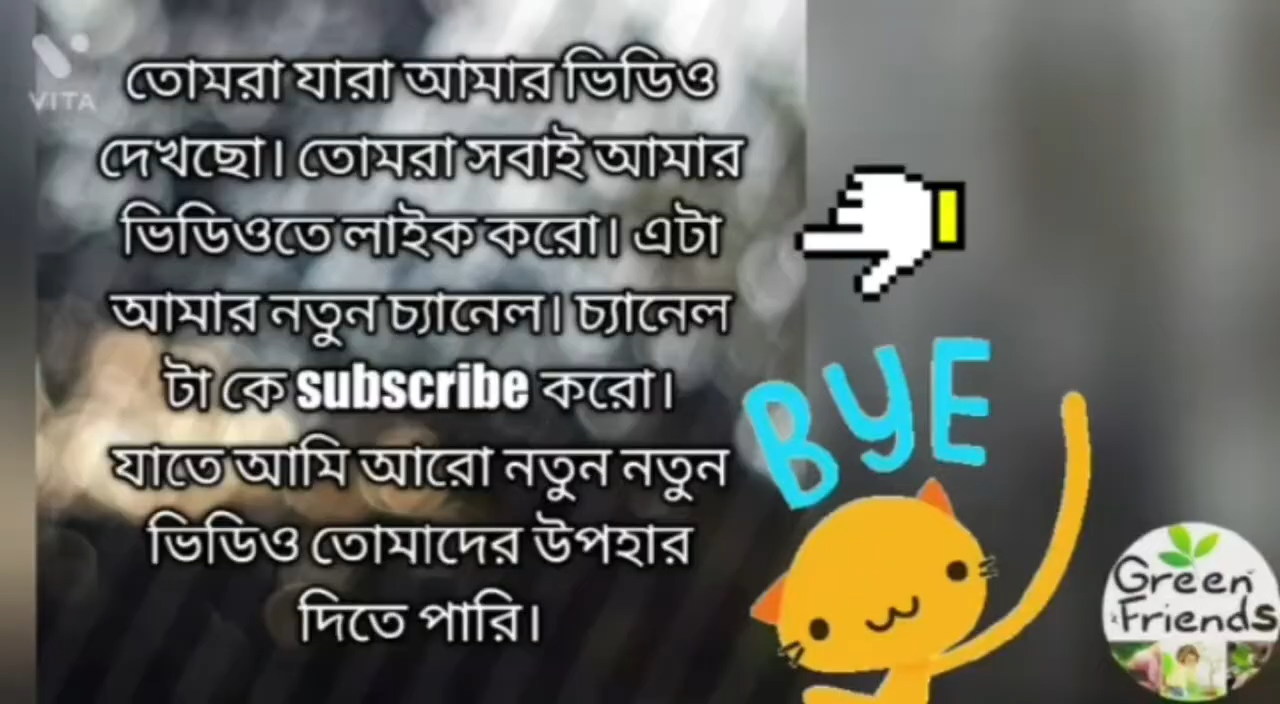 VITA
তোমরা যারা আমার ভিডিও
দেখছো। তোমরা সবাই আমার
ভিডিওতে লাইক করো। এটা
আমার নতুন চ্যানেল। চ্যানেল
টা কে subscribe করো।
যাতে আমি আরো নতুন নতুন
ভিডিও তোমাদের উপহার
দিতে পারি।
BYE
Green
Friends